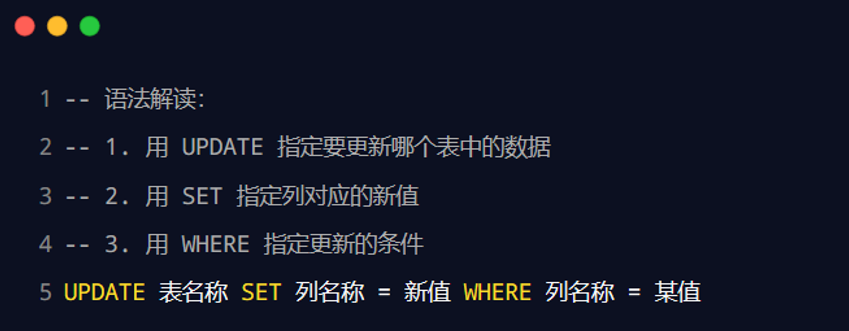 1 -- 语法解读:
2 -- 1. 用 UPDATE 指定要更新哪个表中的数据
3 -- 2. 用 SET 指定列对应的新值
4 -- 3. 用 WHERE 指定更新的条件
5 UPDATE 表名称 SET 列名称 = 新值 WHERE 列名称 = 某值